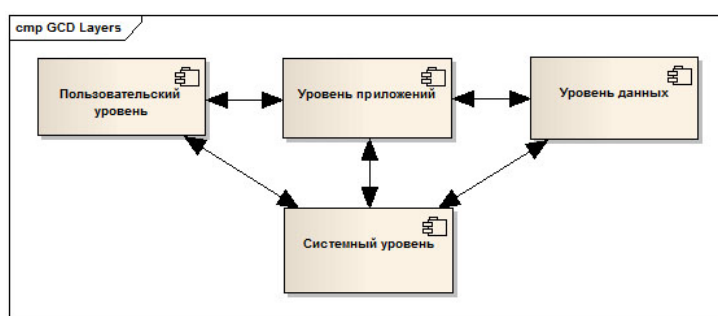 cmp GCD Layers
Пользовательский
уровень
Уровень приложений
Уровень данных
Системный уровень